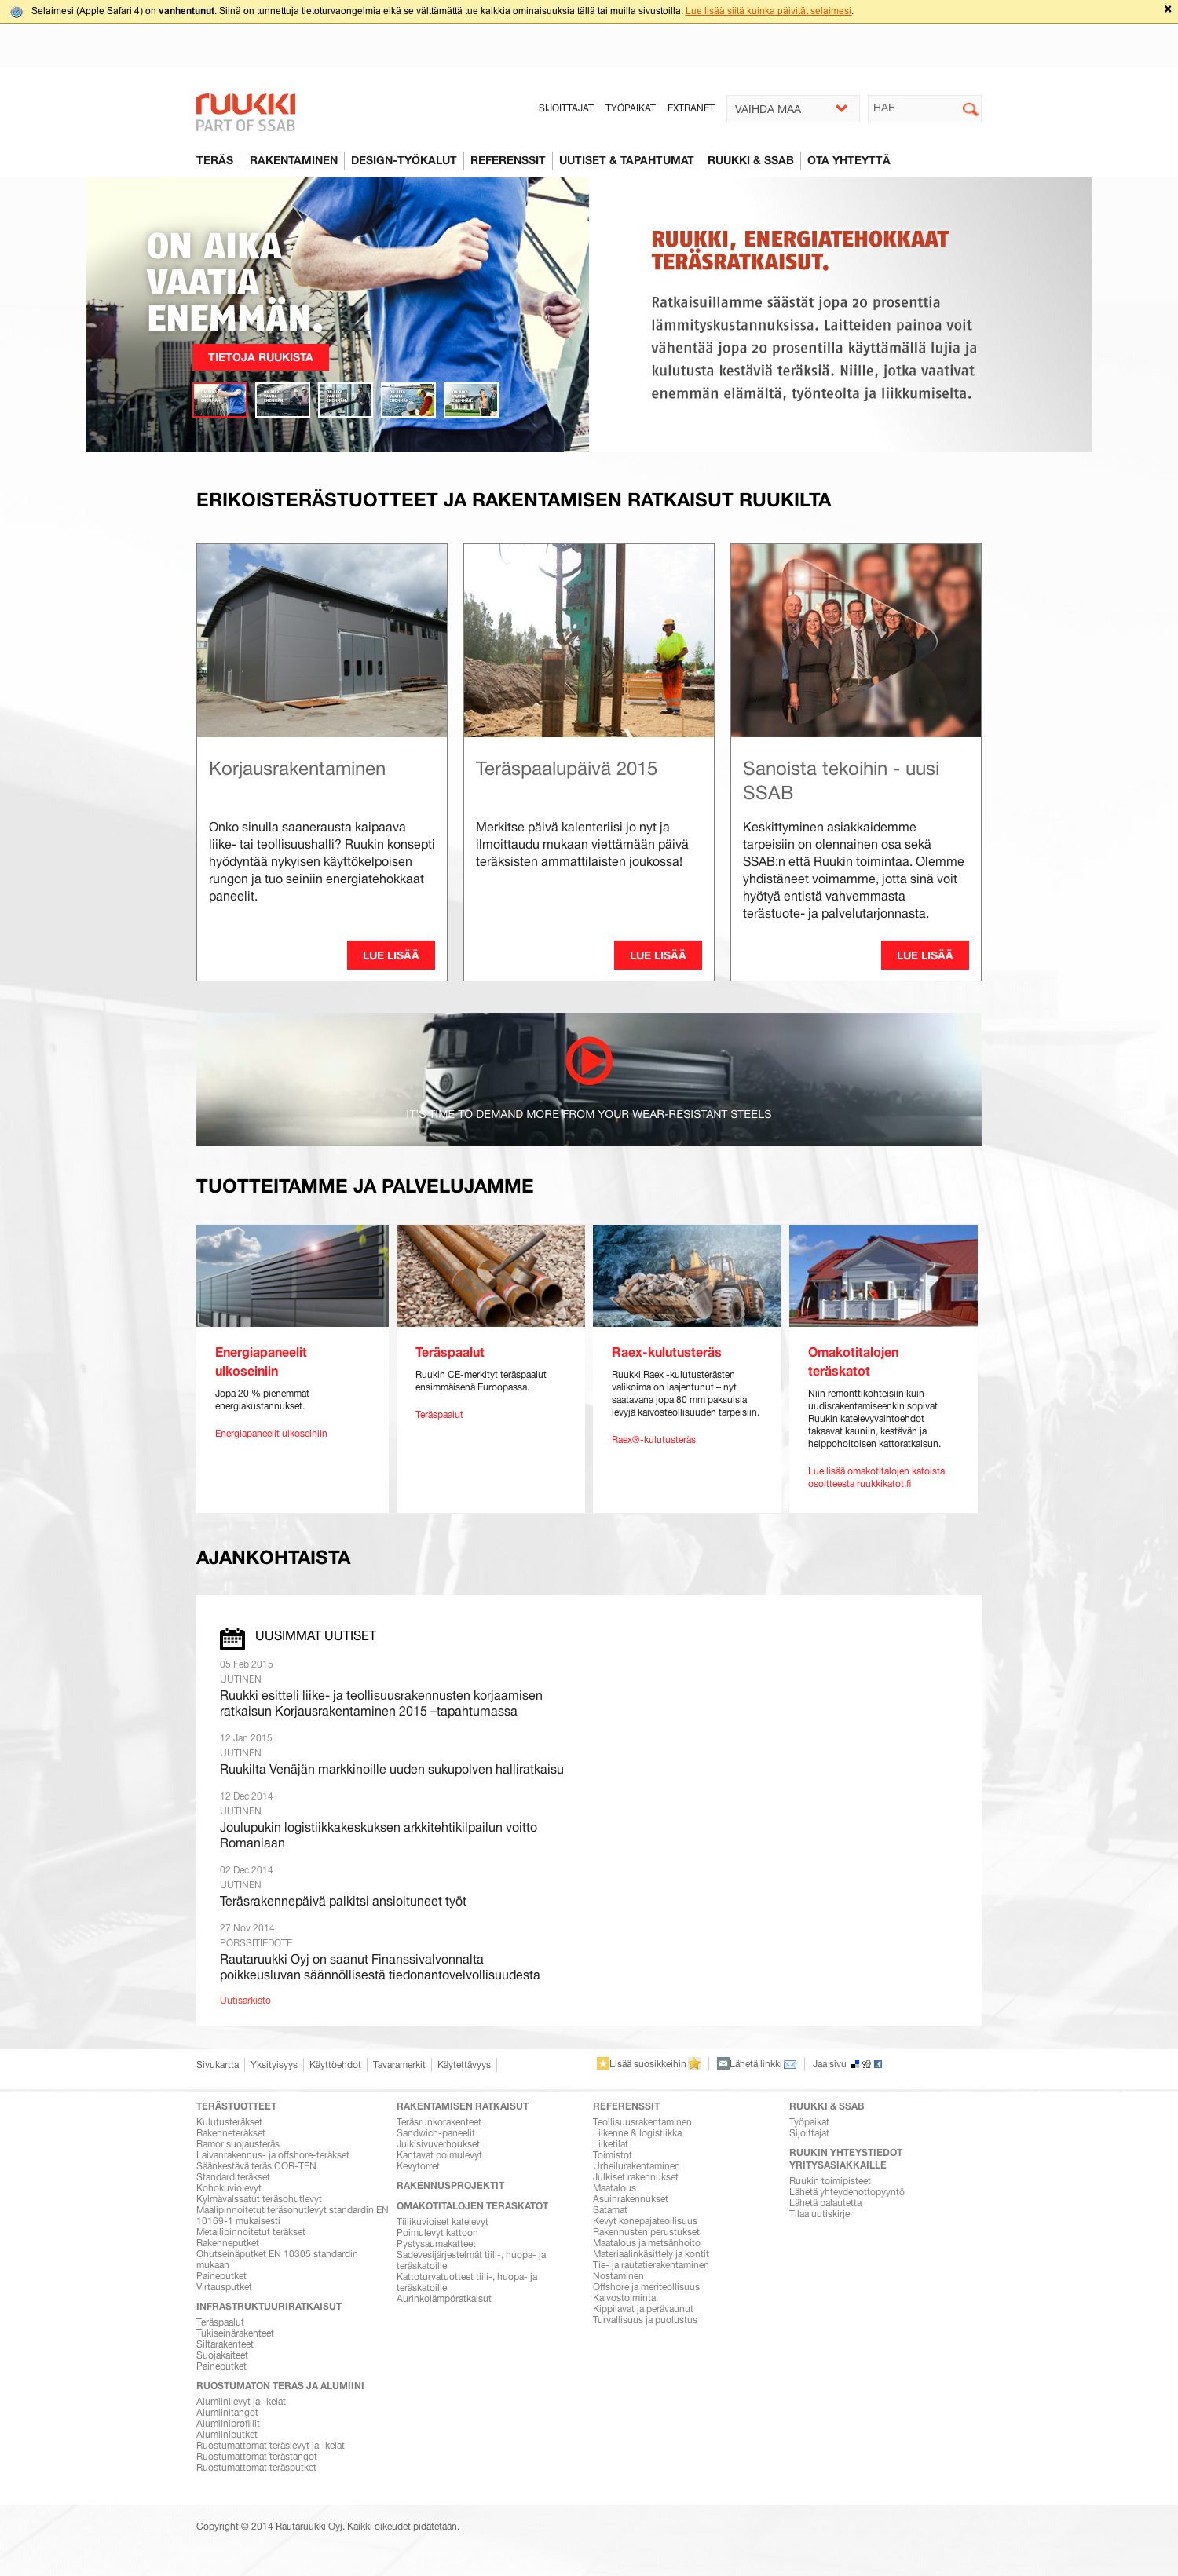 Selaimesi (Apple Safari 4) on vanhentunut. Siinä on tunnettuja tietoturvaongelmia eikä se välttämättä tue kaikkia ominaisuuksia tällä tai muilla sivustoilla. Lue lisää siitä kuinka päivität selaimesi.
ruukki
PART OF SSAB
SIJOITTAJAT TYÖPAIKAT EXTRANET VAIHDA MAA HAE
TERÄS RAKENTAMINEN DESIGN-TYÖKALUT REFERENSSIT UUTISET & TAPAHTUMAT RUUKKI & SSAB OTA YHTEYTTÄ
ON AIKA
VAATIA
ENEMMÄN.
TIETOJA RUUKISTA
RUUKKI, ENERGIATEHOKKAAT
TERÄSRATKAISUT.
Ratkaisuillamme säästät jopa 20 prosenttia
lämmityskustannuksissa. Laitteiden painoa voit
vähentää jopa 20 prosentilla käyttämällä lujia ja
kulutusta kestäviä teräksiä. Niille, jotka vaativat
enemmän elämältä, työnteolta ja liikkumiselta.
ERIKOISTERÄSTUOTTEET JA RAKENTAMISEN RATKAISUT RUUKILTA
Korjausrakentaminen
Onko sinulla saanerausta kaipaava
liike- tai teollisuushalli? Ruukin konsepti
hyödyntää nykyisen käyttökelpoisen
rungon ja tuo seiniin energiatehokkaat
paneelit.
LUE LISÄÄ
Teräspaalupäivä 2015
Merkitse päivä kalenteriisi jo nyt ja
ilmoittaudu mukaan viettämään päivä
teräksisten ammattilaisten joukossa!
LUE LISÄÄ
Sanoista tekoihin - uusi
SSAB
Keskittyminen asiakkaidemme
tarpeisiin on olennainen osa sekä
SSAB:n että Ruukin toimintaa. Olemme
yhdistäneet voimamme, jotta sinä voit
hyötyä entistä vahvemmasta
terästuote- ja palvelutarjonnasta.
LUE LISÄÄ
IT'S TIME TO DEMAND MORE FROM YOUR WEAR-RESISTANT STEELS
TUOTTEITAMME JA PALVELUJAMME
Energiapaneelit
ulkoseiniin
Jopa 20 % pienemmät
energiakustannukset.
Energiapaneelit ulkoseiniin
Teräspaalut
Ruukin CE-merkityt teräspaalut
ensimmäisenä Euroopassa.
Teräspaalut
Raex-kulutusteräs
Ruukki Raex -kulutusterästen
valikoima on laajentunut – nyt
saatavana jopa 80 mm paksuisia
levyjä kaivosteollisuuden tarpeisiin.
Raex®-kulutusteräs
Omakotitalojen
teräskatot
Niin remonttikohteisiin kuin
uudisrakentamiseenkin sopivat
Ruukin katelevyvaihtoehdot
takaavat kauniin, kestävän ja
helppohoitoisen kattoratkaisun.
Lue lisää omakotitalojen katoista
osoitteesta ruukkikatot.fi
AJANKOHTAISTA
UUSIMMAT UUTISET
05 Feb 2015
UUTINEN
Ruukki esitteli liike- ja teollisuusrakennusten korjaamisen
ratkaisun Korjausrakentaminen 2015 –tapahtumassa
12 Jan 2015
UUTINEN
Ruukilta Venäjän markkinoille uuden sukupolven halliratkaisu
12 Dec 2014
UUTINEN
Joulupukin logistiikkakeskuksen arkkitehtikilpailun voitto
Romaniaan
02 Dec 2014
UUTINEN
Teräsrakennepäivä palkitsi ansioituneet työt
27 Nov 2014
PÖRSSITIEDOTE
Rautaruukki Oyj on saanut Finanssivalvonnalta
poikkeusluvan säännöllisestä tiedonantovelvollisuudesta
Uutisarkisto
Sivukartta Yksityisyys Käyttöehdot Tavaramerkit Käytettävyys Lisää suosikkeihin Lähetä linkki Jaa sivu
TERÄSTUOTTEET
Kulutusteräkset
Rakenneteräkset
Ramor suojausteräs
Laivanrakennus- ja offshore-teräkset
Säänkestävä teräs COR-TEN
Standarditeräkset
Kohokuviolevyt
Kylmävalssatut teräsohutlevyt
Maalipinnoitetut teräsohutlevyt standardin EN
10169-1 mukaisesti
Metallipinnoitetut teräkset
Rakenneputket
Ohutseinäputket EN 10305 standardin
mukaan
Paineputket
Virtausputket
INFRASTRUKTUURIRATKAISUT
Teräspaalut
Tukiseinärakenteet
Siltarakenteet
Suojakaiteet
Paineputket
RUOSTUMATON TERÄS JA ALUMIINI
Alumiinilevyt ja -kelat
Alumiinitangot
Alumiiniprofiilit
Alumiiniputket
Ruostumattomat teräslevyt ja -kelat
Ruostumattomat terästangot
Ruostumattomat teräsputket
RAKENTAMISEN RATKAISUT
Teräsrunkorakenteet
Sandwich-paneelit
Julkisivuverhoukset
Kantavat poimulevyt
Kevytorret
RAKENNUSPROJEKTIT
OMAKOTITALOJEN TERÄSKATOT
Tiilikuvioiset katelevyt
Poimulevyt kattoon
Pystysaumakatteet
Sadevesijärjestelmät tiili-, huopa- ja
teräskatoille
Kattoturvatuotteet tiili-, huopa- ja
teräskatoille
Aurinkolämpöratkaisut
REFERENSSIT
Teollisuusrakentaminen
Liikenne & logistiikka
Liiketilat
Toimistot
Urheilurakentaminen
Julkiset rakennukset
Maatalous
Asuinrakennukset
Satamat
Kevyt konepajateollisuus
Rakennusten perustukset
Maatalous ja metsänhoito
Materiaalinkäsittely ja kontit
Tie- ja rautatierakentaminen
Nostaminen
Offshore ja meriteollisuus
Kaivostoiminta
Kippilavat ja perävaunut
Turvallisuus ja puolustus
RUUKKI & SSAB
Työpaikat
Sijoittajat
RUUKIN YHTEYSTIEDOT
YRITYSASIAKKAILLE
Ruukin toimipisteet
Lähetä yhteydenottopyyntö
Lähetä palautetta
Tilaa uutiskirje
Copyright © 2014 Rautaruukki Oyj. Kaikki oikeudet pidätetään.